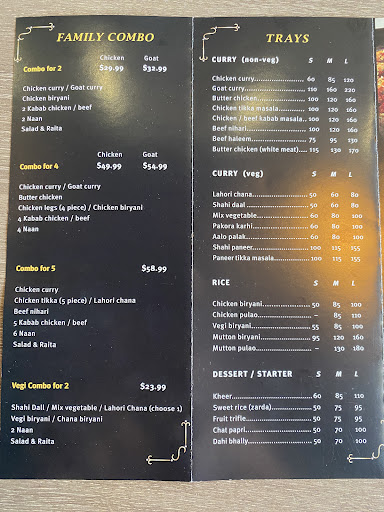 FAMILY COMBO
Chicken Goat
Combo for 2 $29.99 $32.99
Chicken curry / Goat curry
Chicken biryani
2 Kabab chicken / beef
2 Naan
Salad & Raita
Chicken Goat
Combo for 4 $49.99 $54.99
Chicken curry / Goat curry
Butter chicken
Chicken legs (4 piece) / Chicken biryani
4 Kabab chicken / beef
4 Naan
Combo for 5 $58.99
Chicken curry
Chicken tikka (5 piece) / Lahori chana
Beef nihari
5 Kabab chicken / beef
6 Naan
Salad & Raita
Vegi Combo for 2 $23.99
Shahi Dall / Mix vegetable / Lahori Chana (choose 1)
Vegi biryani / Chana biryani
2 Naan
Salad & Raita
TRAYS
CURRY (non-veg) S M L
Chicken curry 60 85 120
Goat curry 110 160 220
Butter chicken 100 120 160
Chicken tikka masala 100 120 160
Chicken / beef kabab masala.. 100 120 160
Beef nihari 100 120 160
Beef haleem 75 95 130
Butter chicken (white meat) 115 130 170
CURRY (veg) S M L
Lahori chana 50 60 80
Shahi daal 50 60 80
Mix vegetable 60 80 100
Pakora karhi 60 80 100
Aalo palak 60 80 100
Shahi paneer 100 115 155
Paneer tikka masala 100 115 155
RICE S M L
Chicken biryani 50 85 100
Chicken pulao – 85 110
Vegi biryani 55 85 100
Mutton biryani 95 120 160
Mutton pulao – 130 180
DESSERT / STARTER S M L
Kheer 60 85 110
Sweet rice (zarda) 50 75 95
Fruit trifle 50 75 95
Chat papri 50 70 100
Dahi bhally 50 70 100